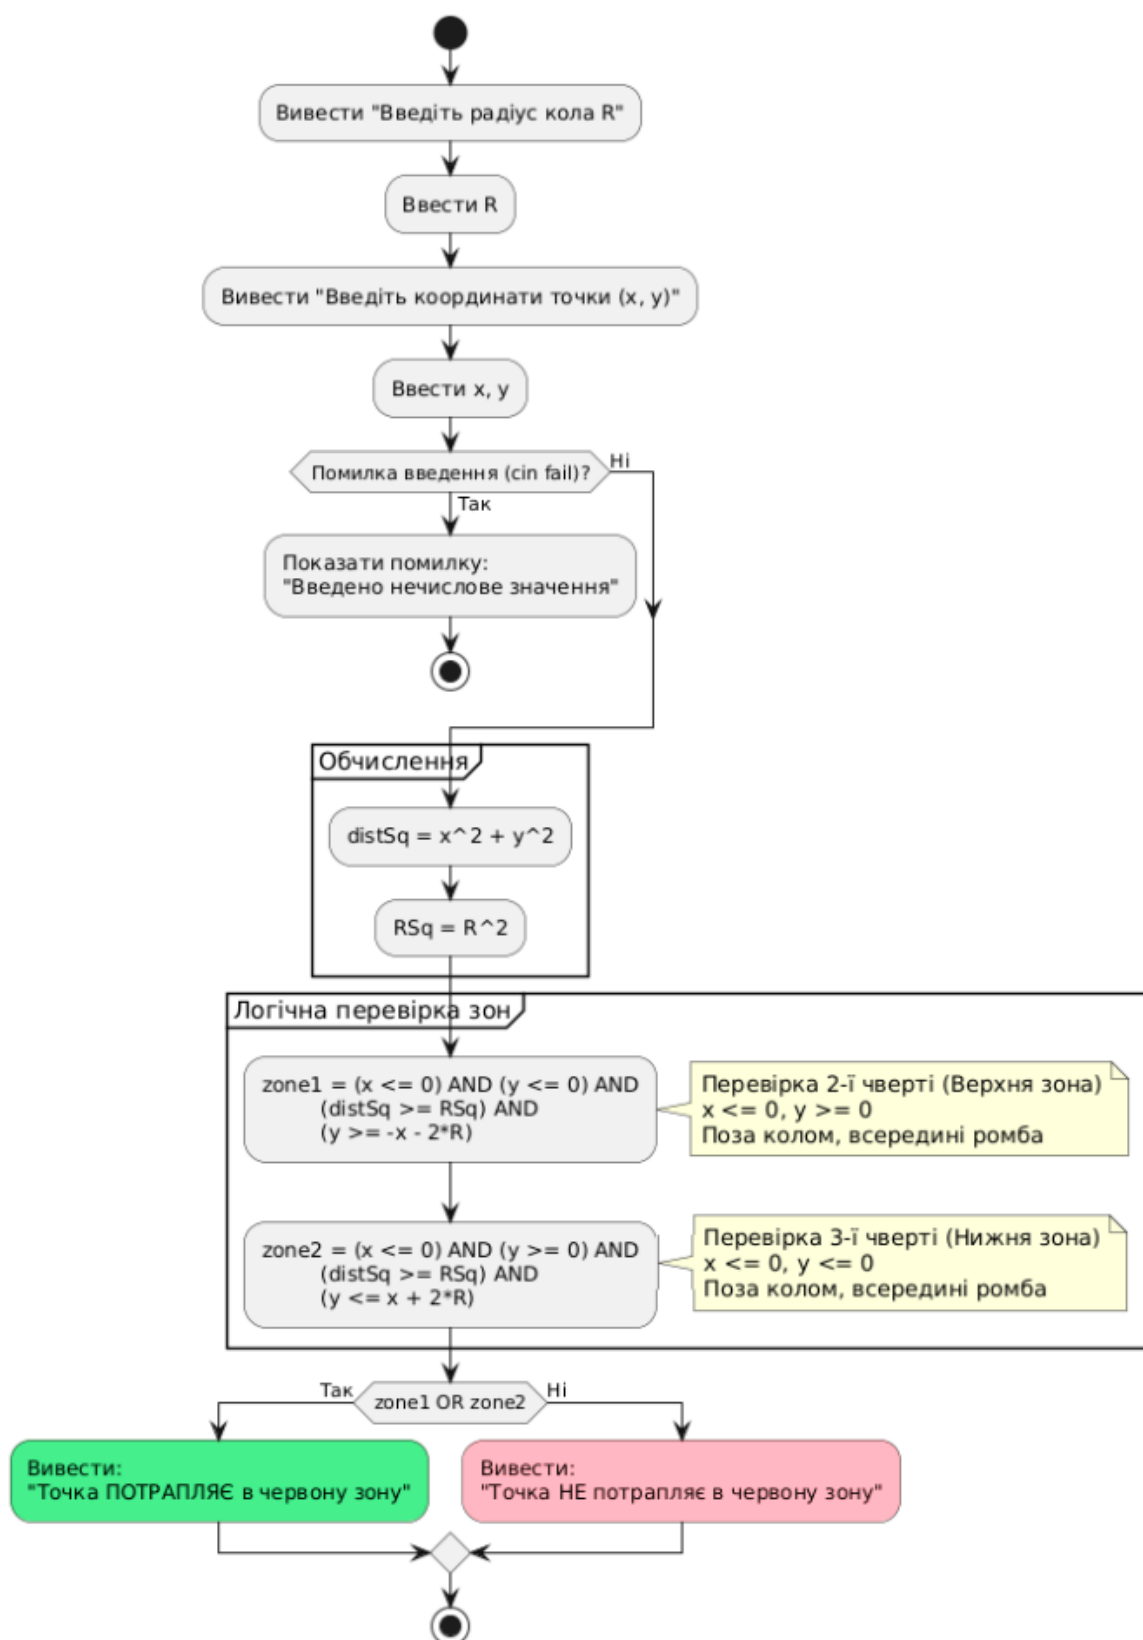 Вивести "Введіть радіус кола R"
Ввести R
Вивести "Введіть координати точки (x, y)"
Ввести x, y
Помилка введення (cin fail)?
Ні
Так
Показати помилку:
"Введено нечислове значення"
Обчислення
distSq = x^2 + y^2
RSq = R^2
Логічна перевірка зон
zone1 = (x <= 0) AND (y <= 0) AND
(distSq >= RSq) AND
(y >= -x - 2*R)
Перевірка 2-ї чверті (Верхня зона)
x <= 0, y >= 0
Поза колом, всередині ромба
zone2 = (x <= 0) AND (y >= 0) AND
(distSq >= RSq) AND
(y <= x + 2*R)
Перевірка 3-ї чверті (Нижня зона)
x <= 0, y <= 0
Поза колом, всередині ромба
Так
zone1 OR zone2
Ні
Вивести:
"Точка ПОТРАПЛЯЄ в червону зону"
Вивести:
"Точка НЕ потрапляє в червону зону"